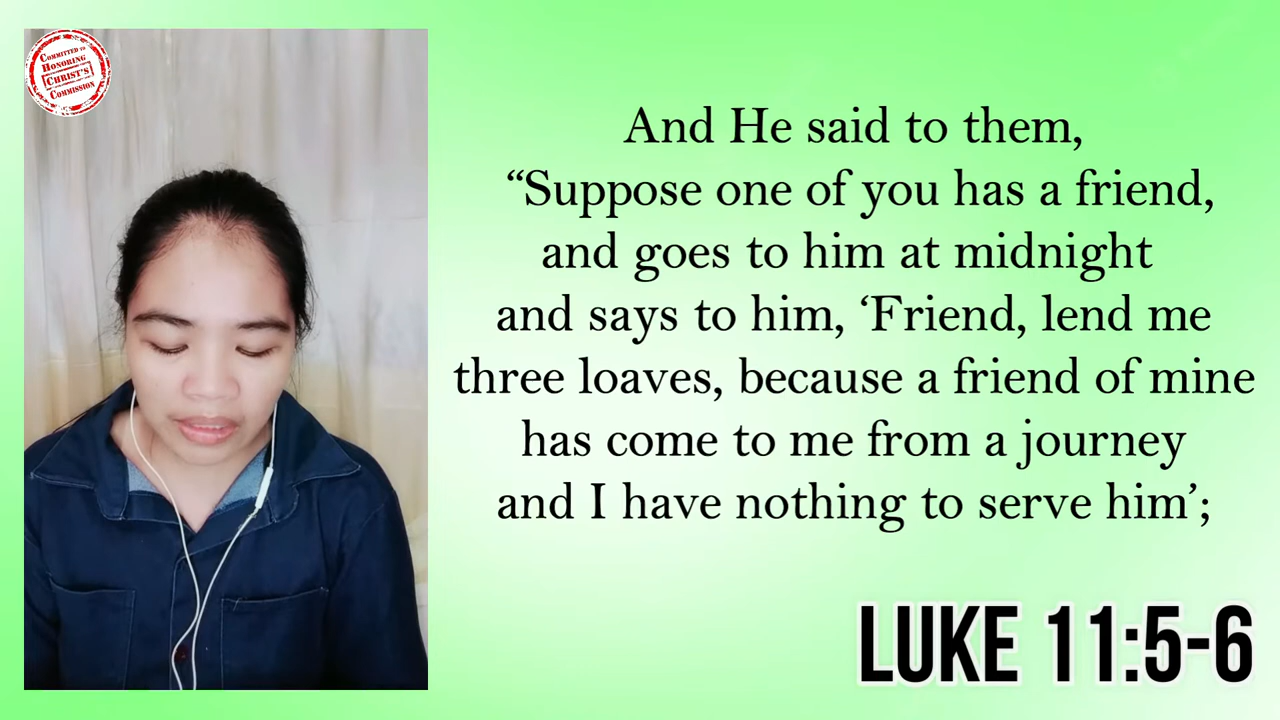 COMMITTED TO
HONORING
CHRIST'S
COMMISSION
And He said to them,
“Suppose one of you has a friend,
and goes to him at midnight
and says to him, ‘Friend, lend me
three loaves, because a friend of mine
has come to me from a journey
and I have nothing to serve him’;
LUKE 11:5-6